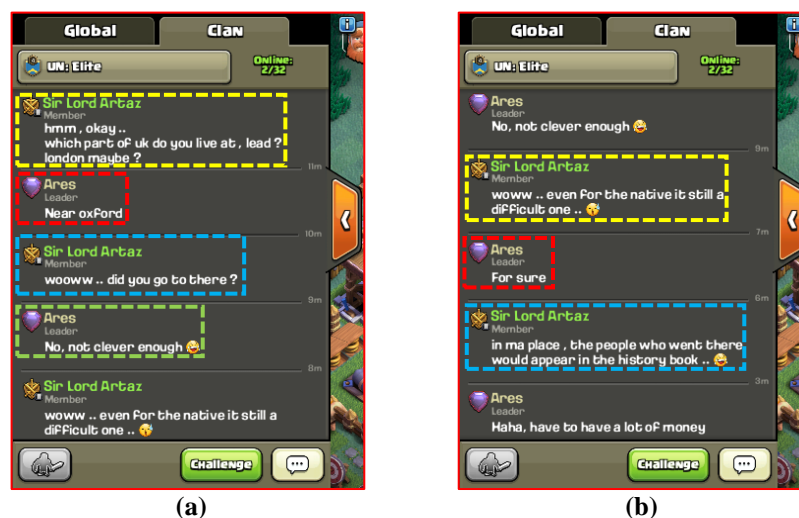 Global
Clan
UN: Elite
Online:
2/32
Sir Lord Artaz
Member
hmm , okay ..
which part of uk do you live at , lead ?
london maybe ?
11m
Ares
Leader
Near oxford
10m
Sir Lord Artaz
Member
wooww .. did you go to there ?
9m
Ares
Leader
No, not clever enough 🤪
8m
Sir Lord Artaz
Member
woww .. even for the native it still a
difficult one .. 😴
Challenge
(a)
Global
Clan
UN: Elite
Online:
2/32
Ares
Leader
No, not clever enough 🤪
9m
Sir Lord Artaz
Member
woww .. even for the native it still a
difficult one .. 😴
7m
Ares
Leader
For sure
6m
Sir Lord Artaz
Member
in ma place , the people who went there
would appear in the history book .. 🤪
3m
Ares
Leader
Haha, have to have a lot of money
Challenge
(b)